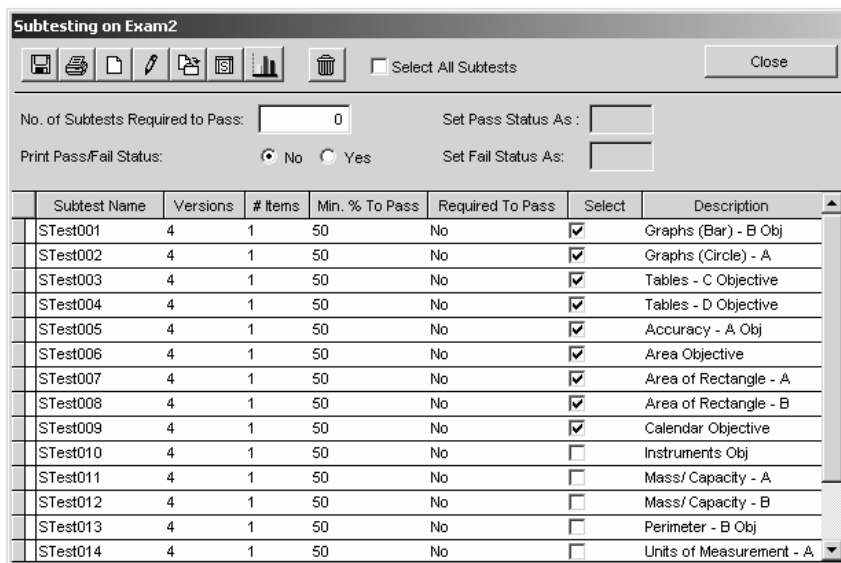 Subtesting on Exam2
Select All Subtests
Close
No. of Subtests Required to Pass: 0 Set Pass Status As :
Print Pass/Fail Status: No Yes Set Fail Status As:
Subtest Name Versions # Items Min. % To Pass Required To Pass Select Description
STest001 4 1 50 No Graphs (Bar) - B Obj
STest002 4 1 50 No Graphs (Circle) - A
STest003 4 1 50 No Tables - C Objective
STest004 4 1 50 No Tables - D Objective
STest005 4 1 50 No Accuracy - A Obj
STest006 4 1 50 No Area Objective
STest007 4 1 50 No Area of Rectangle - A
STest008 4 1 50 No Area of Rectangle - B
STest009 4 1 50 No Calendar Objective
STest010 4 1 50 No Instruments Obj
STest011 4 1 50 No Mass/ Capacity - A
STest012 4 1 50 No Mass/ Capacity - B
STest013 4 1 50 No Perimeter - B Obj
STest014 4 1 50 No Units of Measurement - A